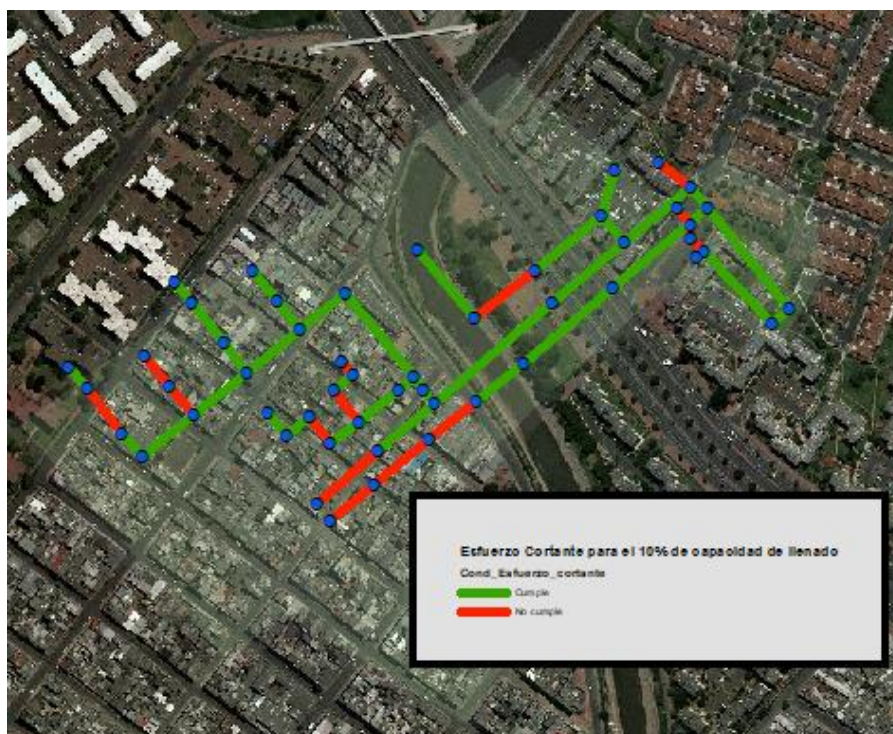 Esfuerzo Cortante para el 10% de capacidad de llenado
Cond_Esfuerzo_cortante
Cumple
No cumple